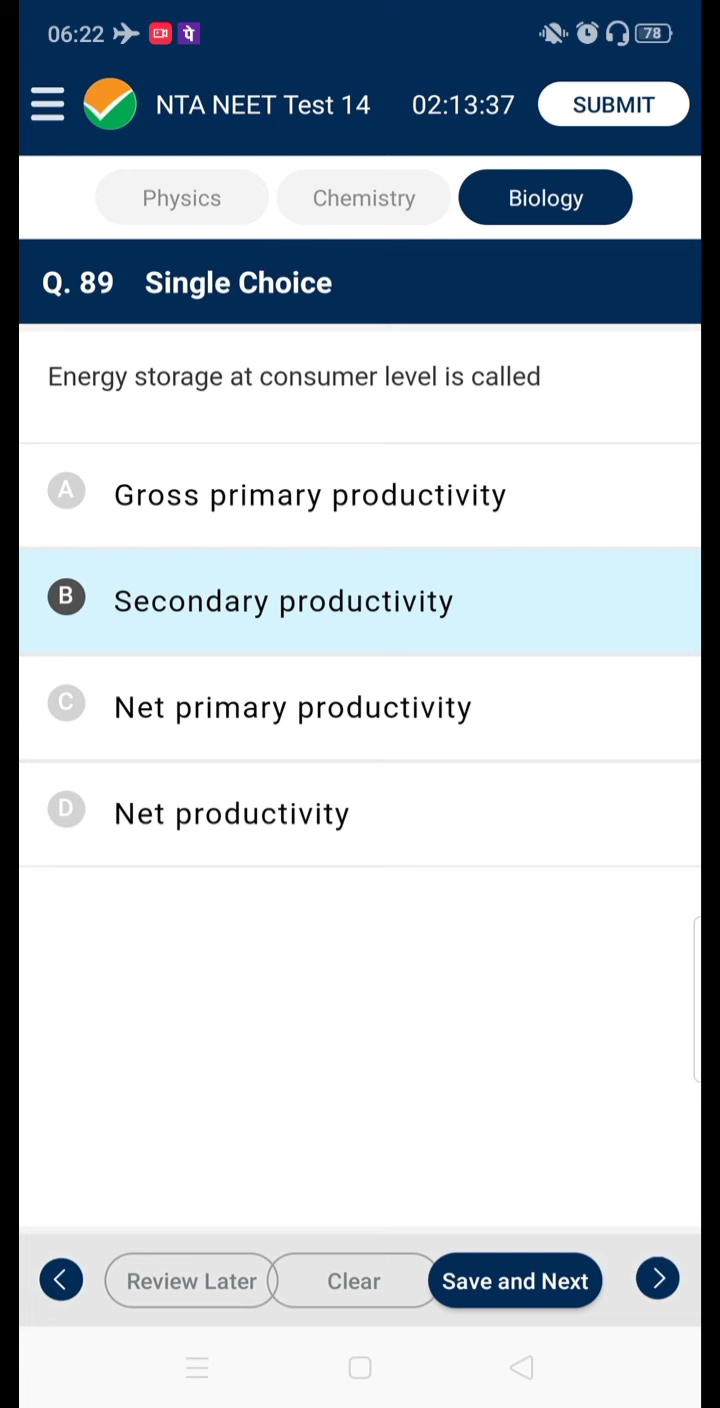 06:22 पे 78
NTA NEET Test 14 02:13:37 SUBMIT
Physics Chemistry Biology
Q. 89 Single Choice
Energy storage at consumer level is called
A Gross primary productivity
B Secondary productivity
C Net primary productivity
D Net productivity
Review Later Clear Save and Next